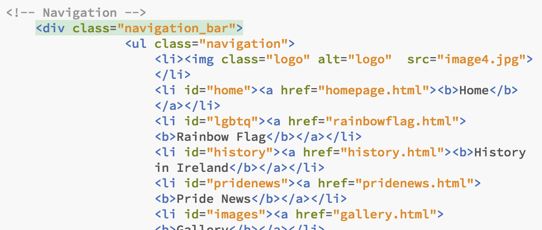 <!-- Navigation -->
<div class="navigation_bar">
<ul class="navigation">
<li><img class="logo" alt="logo"  src="image4.jpg">
</li>
<li id="home"><a href="homepage.html"><b>Home</b>
</a></li>
<li id="lgbtq"><a href="rainbowflag.html">
<b>Rainbow Flag</b></a></li>
<li id="history"><a href="history.html"><b>History
in Ireland</b></a></li>
<li id="pridenews"><a href="pridenews.html">
<b>Pride News</b></a></li>
<li id="images"><a href="gallery.html">
<b>Gallery</b></a></li>